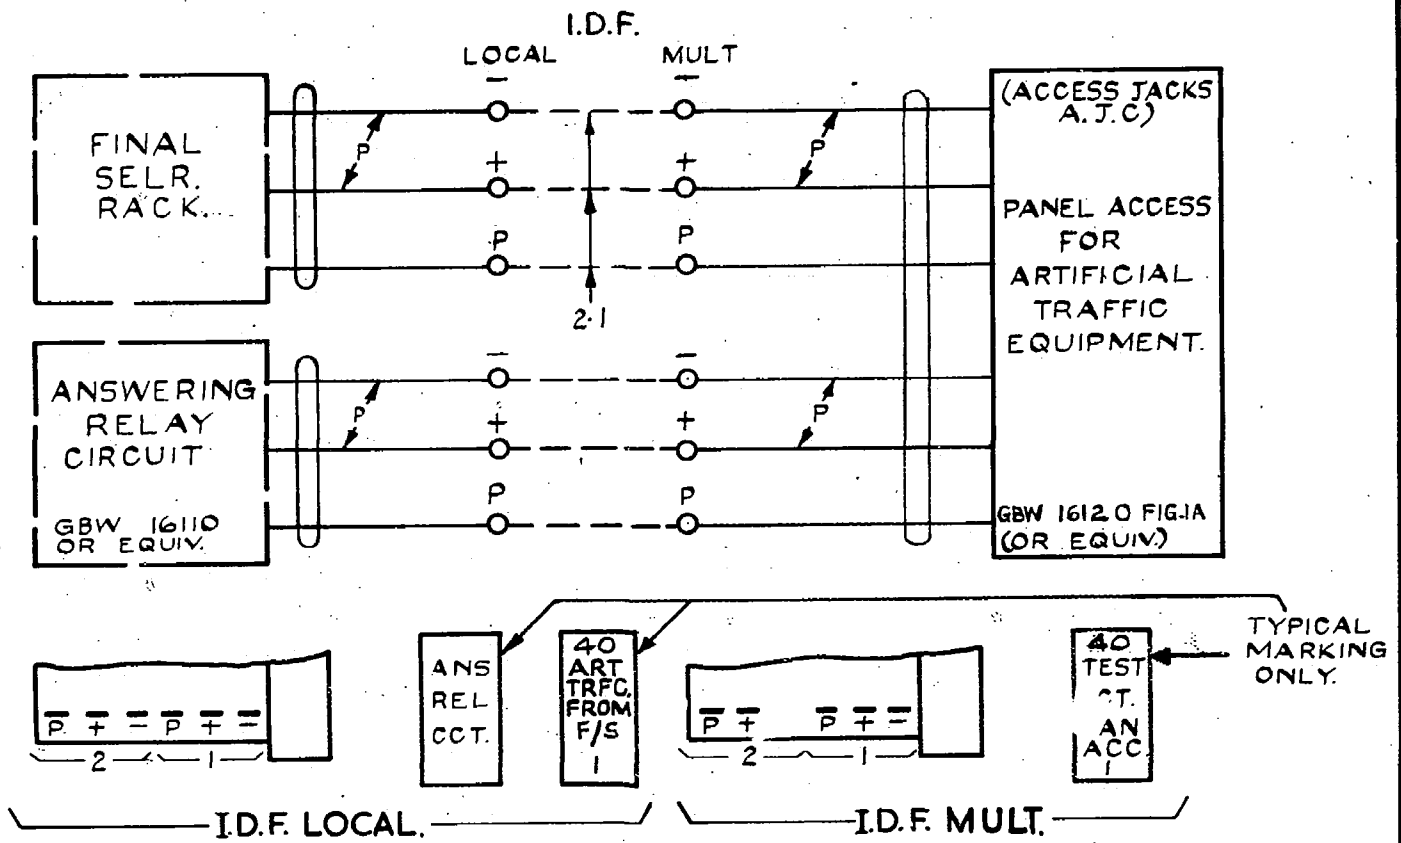 I.D.F.
LOCAL
MULT
−
−
+
+
P
P
P
P
2·1
FINAL
SELR.
RACK.
(ACCESS JACKS
A.J.C)
PANEL ACCESS
FOR
ARTIFICIAL
TRAFFIC
EQUIPMENT.
GBW 16120 FIG.1A
(OR EQUIV.)
ANSWERING
RELAY
CIRCUIT
GBW 16110
OR EQUIV.
−
−
+
+
P
P
P
P
P + − P + −
2 1
ANS
REL
CCT.
40
ART
TRFC.
FROM
F/S
1
P + P + −
2 1
40
TEST
AN
ACC.
1
TYPICAL
MARKING
ONLY.
I.D.F. LOCAL.
I.D.F. MULT.